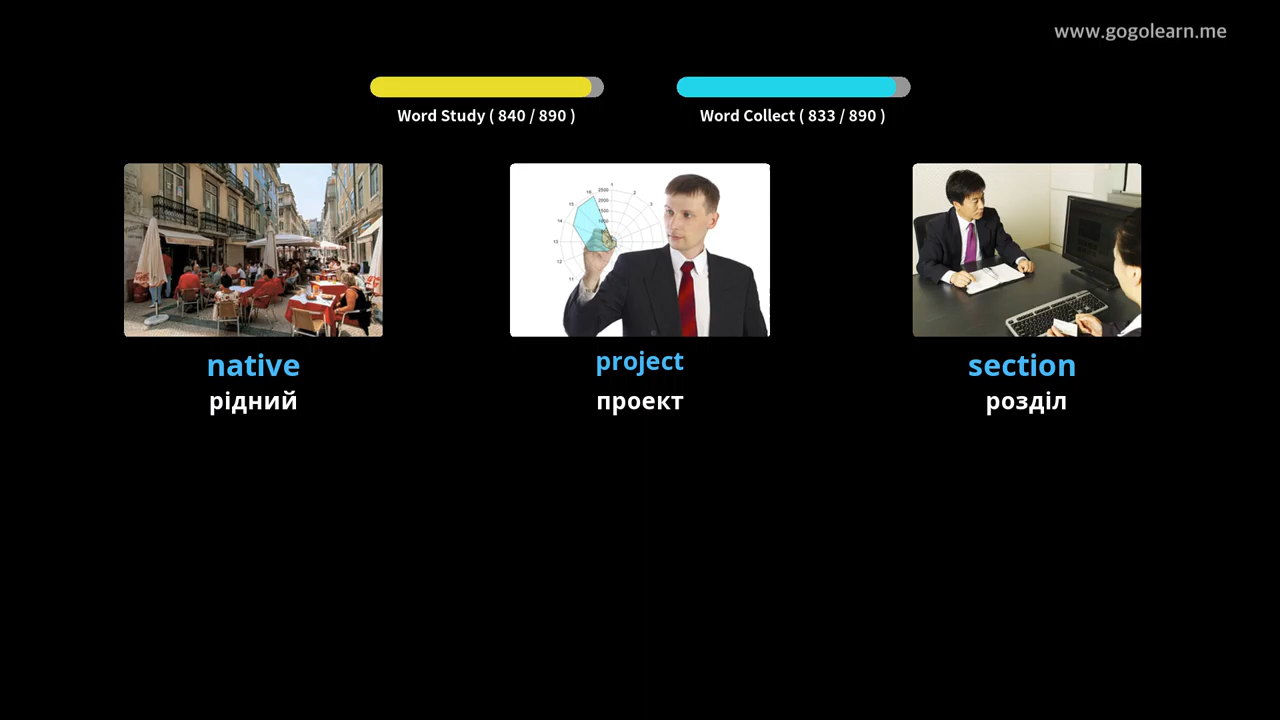 www.gogolearn.me
Word Study ( 840 / 890 )
Word Collect ( 833 / 890 )
native
project
section
рідний
проект
розділ